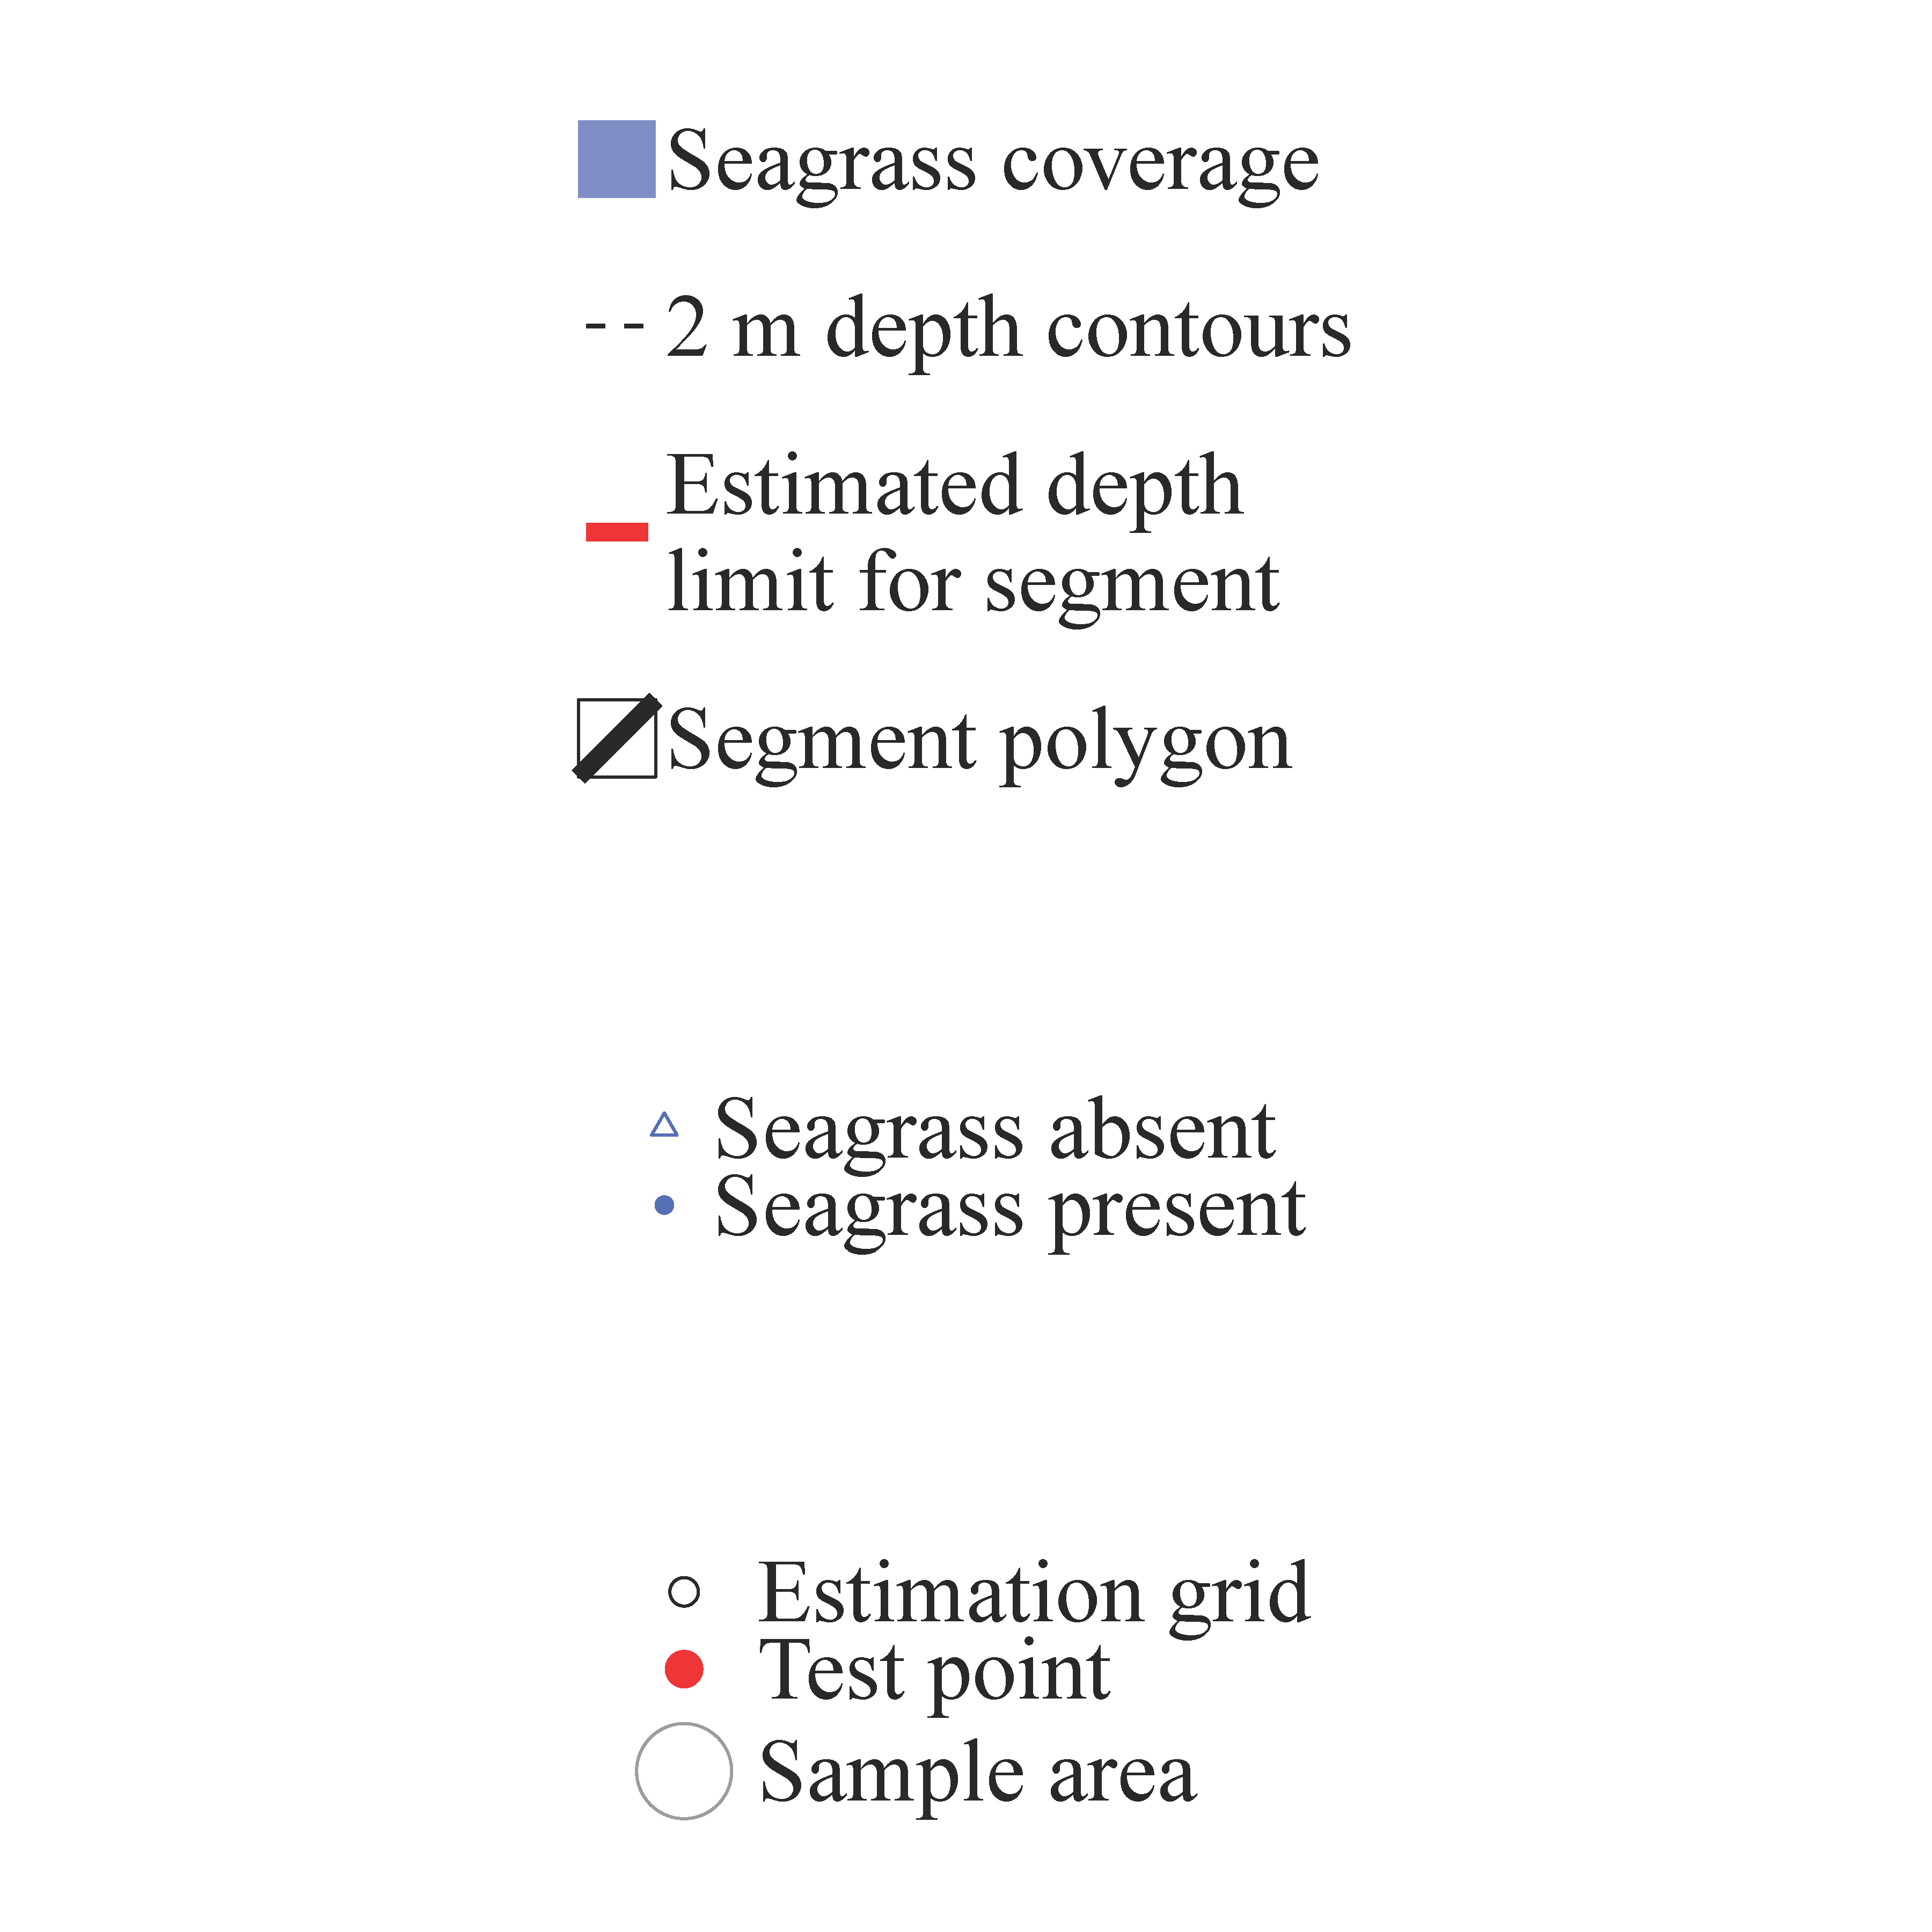 Seagrass coverage
2 m depth contours
Estimated depth
limit for segment
Segment polygon
Seagrass absent
Seagrass present
Estimation grid
Test point
Sample area